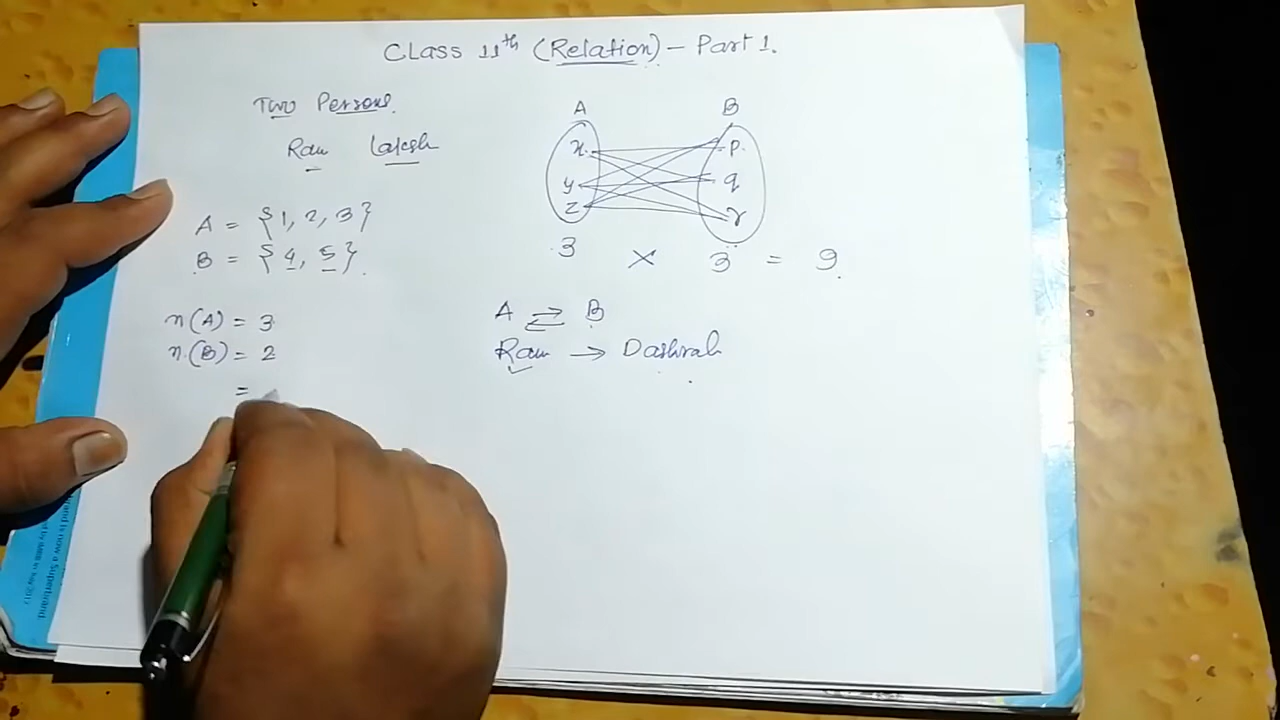 Class 11th (Relation) - Part 1.
Two Persons.
Ram Lakesh
A = {1, 2, 3}
B = {4, 5}.
n(A) = 3
n(B) = 2
=
A B
x p
y q
z r
3 × 3 = 9
A ⇄ B
Ram → Dashrah